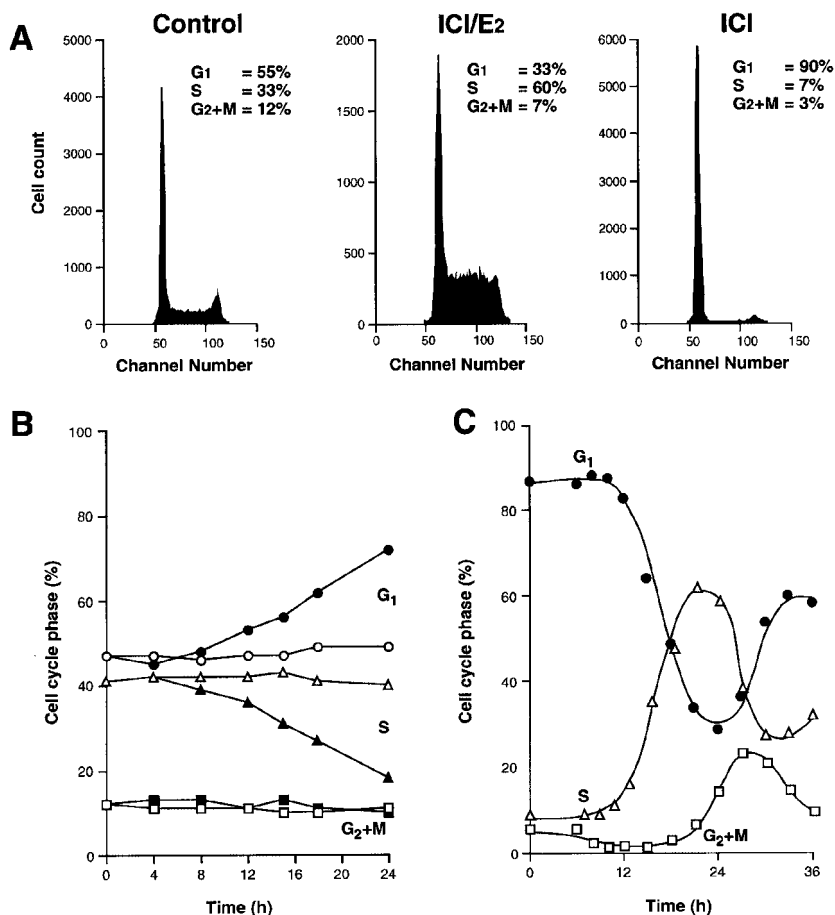 A
Control
ICI/E2
ICI
G1 = 55%
S = 33%
G2+M = 12%
G1 = 33%
S = 60%
G2+M = 7%
G1 = 90%
S = 7%
G2+M = 3%
Cell count
5000
4000
3000
2000
1000
0
2000
1500
1000
500
0
6000
5000
4000
3000
2000
1000
0
0 50 100 150
0 50 100 150
0 50 100 150
Channel Number
Channel Number
Channel Number
B
Cell cycle phase (%)
100
80
60
40
20
0
G1
S
G2+M
0 4 8 12 16 20 24
Time (h)
C
Cell cycle phase (%)
100
80
60
40
20
0
G1
S
G2+M
0 12 24 36
Time (h)